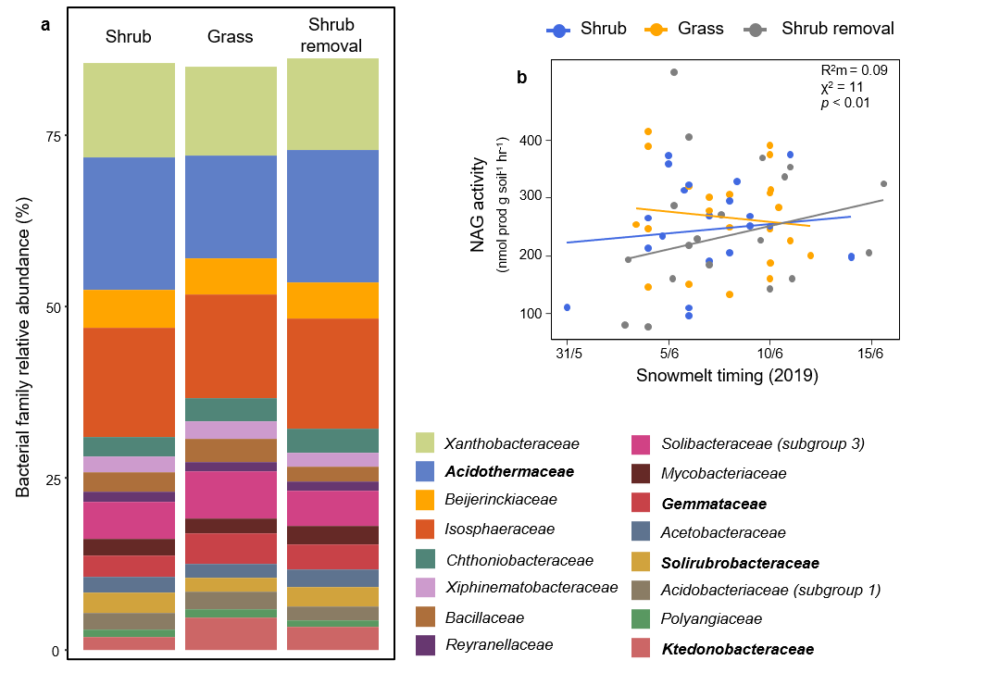 a
Shrub
Grass
Shrub
removal
75
50
25
0
Bacterial family relative abundance (%)
Shrub
Grass
Shrub removal
b
R²m = 0.09
χ² = 11
p < 0.01
400
300
200
100
NAG activity
(nmol prod g soil⁻¹ hr⁻¹)
31/5
5/6
10/6
15/6
Snowmelt timing (2019)
Xanthobacteraceae
Acidothermaceae
Beijerinckiaceae
Isosphaeraceae
Chthoniobacteraceae
Xiphinematobacteraceae
Bacillaceae
Reyranellaceae
Solibacteraceae (subgroup 3)
Mycobacteriaceae
Gemmataceae
Acetobacteraceae
Solirubrobacteraceae
Acidobacteriaceae (subgroup 1)
Polyangiaceae
Ktedonobacteraceae